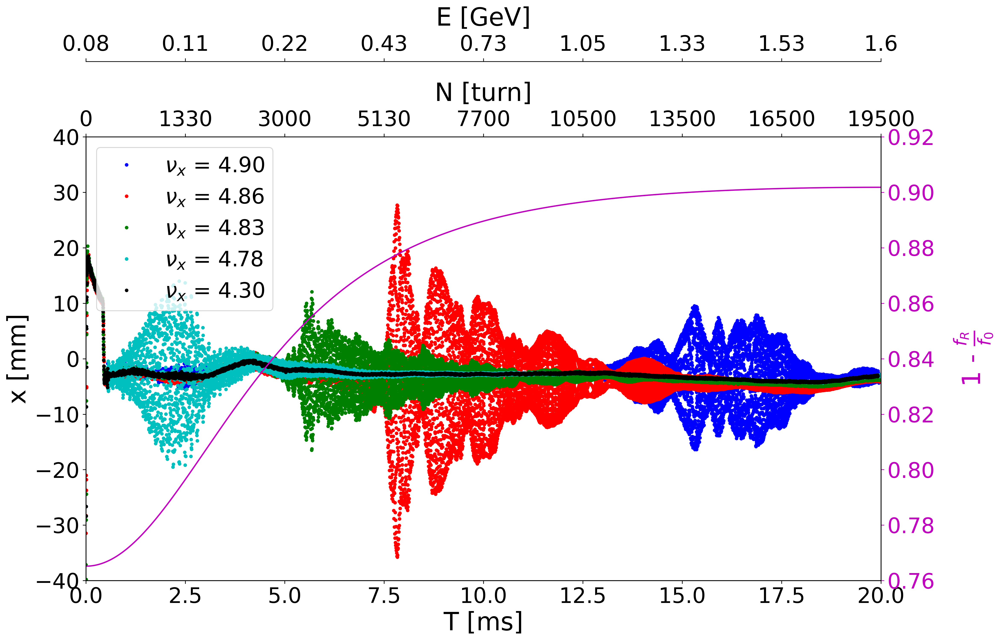 E [GeV]
0.08 0.11 0.22 0.43 0.73 1.05 1.33 1.53 1.6
N [turn]
0 1330 3000 5130 7700 10500 13500 16500 19500
40 0.92
30 0.90
20 0.88
10 0.86
0 0.84
−10 0.82
−20 0.80
−30 0.78
−40 0.76
x [mm]
νx = 4.90
νx = 4.86
νx = 4.83
νx = 4.78
νx = 4.30
1 - fR/f0
0.0 2.5 5.0 7.5 10.0 12.5 15.0 17.5 20.0
T [ms]